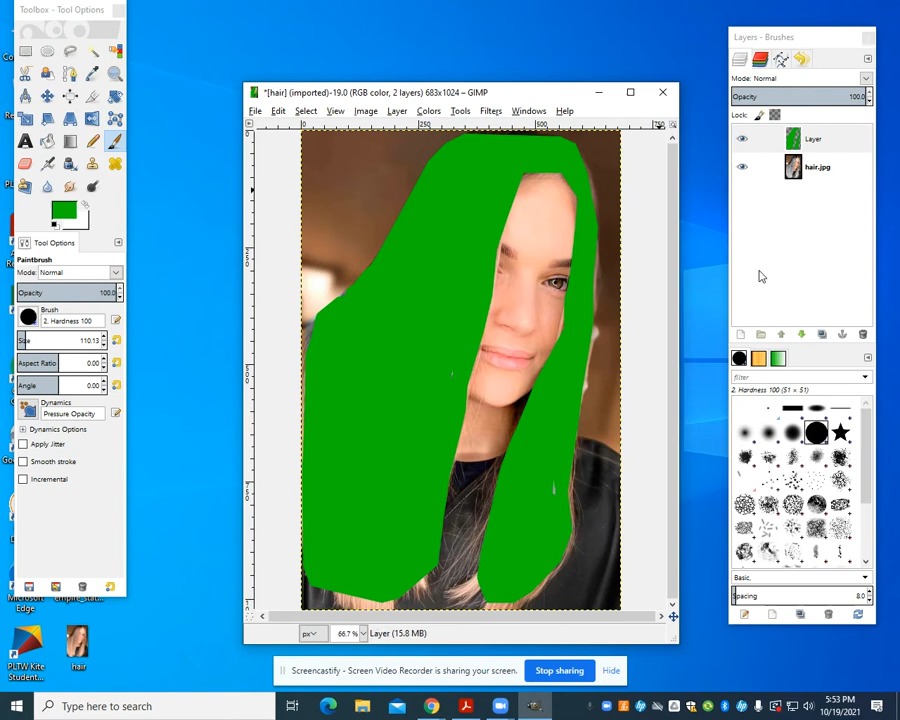 Toolbox - Tool Options
Tool Options
Paintbrush
Mode: Normal
Opacity 100.0
Brush
2. Hardness 100
Size 110.13
Aspect Ratio 0.00
Angle 0.00
Dynamics
Pressure Opacity
Dynamics Options
Apply Jitter
Smooth stroke
Incremental
*[hair] (imported)-19.0 (RGB color, 2 layers) 683x1024 – GIMP
File Edit Select View Image Layer Colors Tools Filters Windows Help
0 250 500 750
px 66.7 % Layer (15.8 MB)
Layers - Brushes
Mode: Normal
Opacity 100.0
Lock:
Layer
hair.jpg
filter
2. Hardness 100 (51 × 51)
Basic,
Spacing 8.0
Microsoft
Edge
PLTW Kite
Student...
hair
Screencastify - Screen Video Recorder is sharing your screen.
Stop sharing
Hide
Type here to search
5:53 PM
10/19/2021